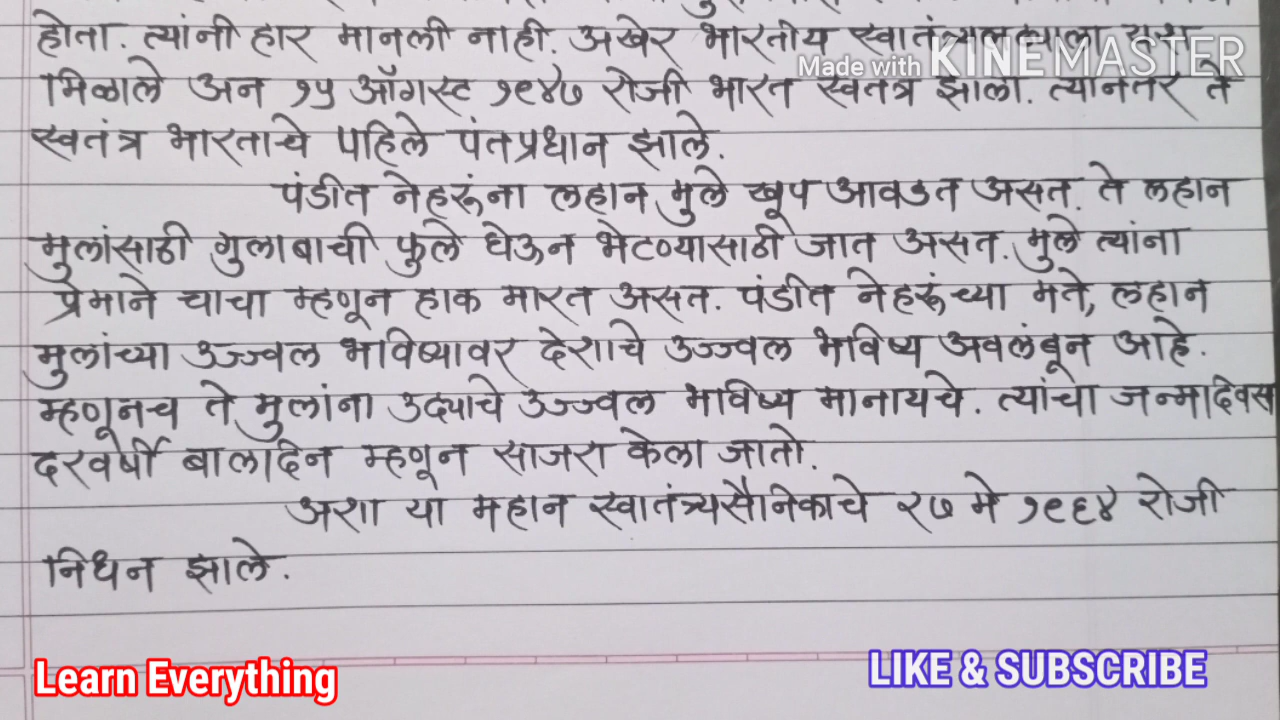 होता. त्यांनी हार मानली नाही. अखेर भारतीय स्वातंत्र्यलढ्याला यश
Made with KINEMASTER
मिळाले अन १५ ऑगस्ट १९४७ रोजी भारत स्वतंत्र झाला. त्यानंतर ते
स्वतंत्र भारताचे पहिले पंतप्रधान झाले.
पंडीत नेहरूंना लहान मुले खूप आवडत असत. ते लहान
मुलांसाठी गुलाबाची फुले घेऊन भेटण्यासाठी जात असत. मुले त्यांना
प्रेमाने चाचा म्हणून हाक मारत असत. पंडीत नेहरूंच्या मते, लहान
मुलांच्या उज्ज्वल भविष्यावर देशाचे उज्ज्वल भविष्य अवलंबून आहे.
म्हणूनच ते मुलांना उद्याचे उज्ज्वल भविष्य मानायचे. त्यांचा जन्मदिवस
दरवर्षी बालदिन म्हणून साजरा केला जातो.
अशा या महान स्वातंत्र्यसैनिकाचे २७ मे १९६४ रोजी
निधन झाले.
Learn Everything
LIKE & SUBSCRIBE